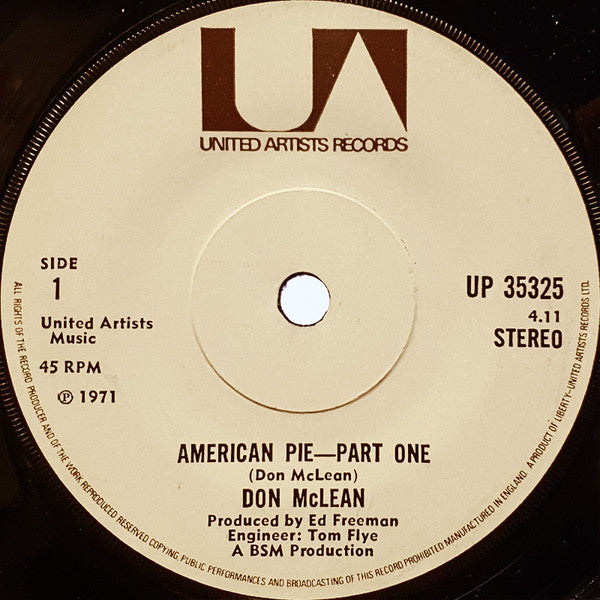 UA
UNITED ARTISTS RECORDS
SIDE
1
United Artists
Music
45 RPM
℗ 1971
UP 35325
4.11
STEREO
AMERICAN PIE—PART ONE
(Don McLean)
DON McLEAN
Produced by Ed Freeman
Engineer: Tom Flye
A BSM Production
ALL RIGHTS OF THE RECORD PRODUCER AND OF THE WORK REPRODUCED RESERVED COPYING, PUBLIC PERFORMANCES AND BROADCASTING OF THIS RECORD PROHIBITED MANUFACTURED IN ENGLAND. A PRODUCT OF LIBERTY–UNITED ARTISTS RECORDS LTD.